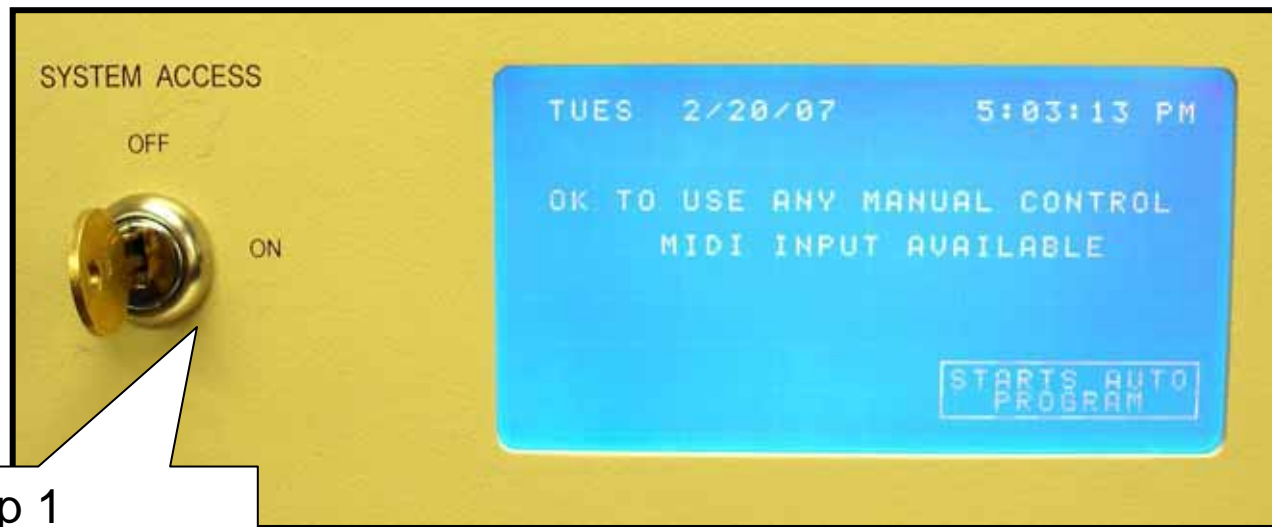 SYSTEM ACCESS
OFF
ON
TUES 2/20/07 5:03:13 PM
OK TO USE ANY MANUAL CONTROL
MIDI INPUT AVAILABLE
STARTS AUTO
PROGRAM
p 1